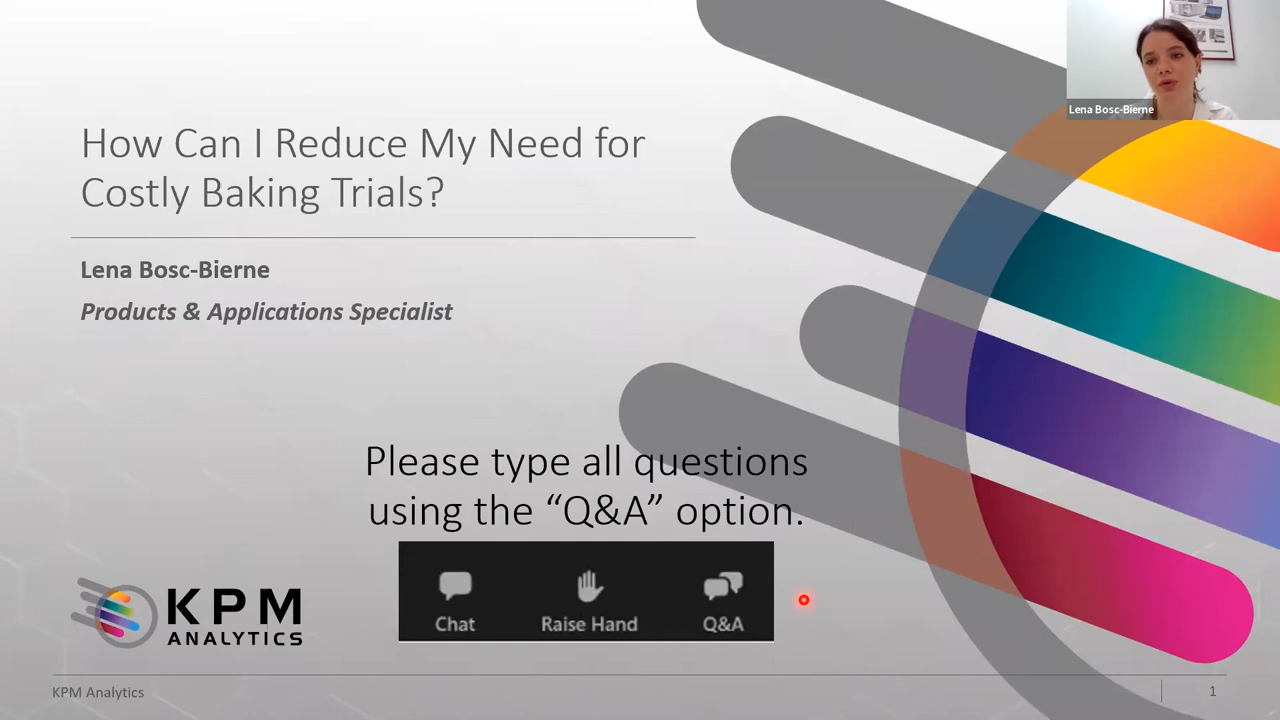 Lena Bosc-Bierne
How Can I Reduce My Need for
Costly Baking Trials?
Lena Bosc-Bierne
Products & Applications Specialist
Please type all questions
using the “Q&A” option.
Chat
Raise Hand
Q&A
KPM
ANALYTICS
KPM Analytics
1